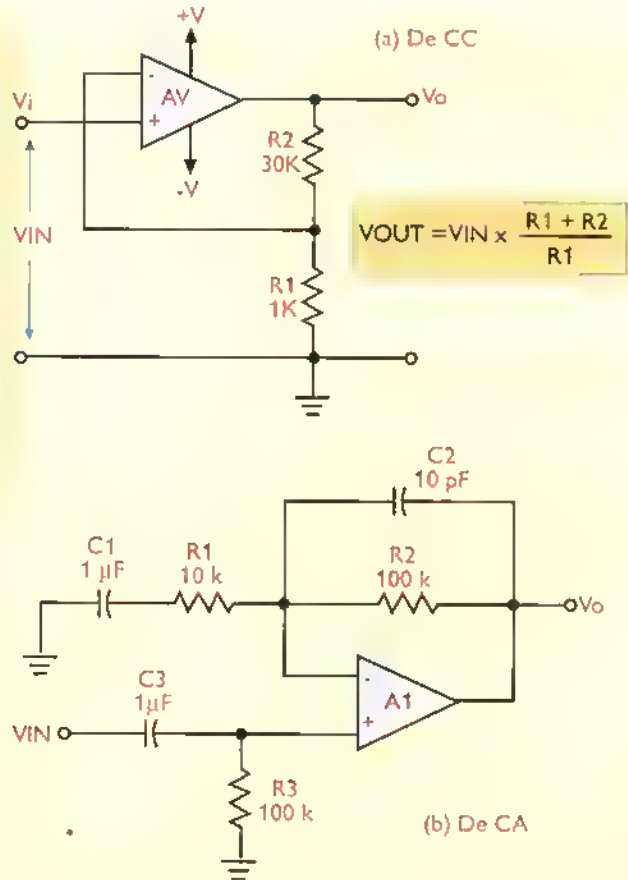 +V
(a) De CC
-
AV
Vi
+
Vo
R2
30K
-V
VIN
VOUT = VIN x R1 + R2
R1
R1
1K
C2
10 pF
C1
1 µF
R1
10 k
R2
100 k
Vo
-
C3
1µF
A1
VIN
+
R3
100 k
(b) De CA